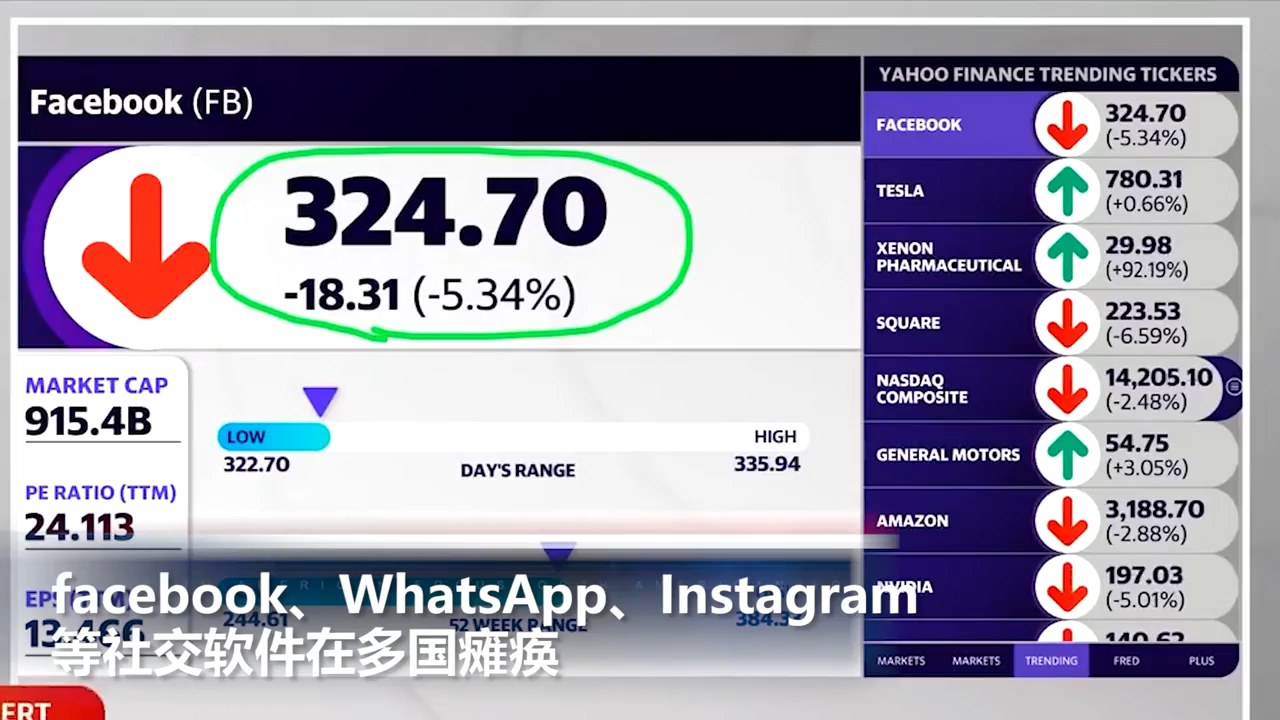 Facebook (FB)
324.70
-18.31 (-5.34%)
MARKET CAP
915.4B
PE RATIO (TTM)
24.113
13.466
LOW
HIGH
322.70
DAY'S RANGE
335.94
244.61
52 WEEK RANGE
facebook、WhatsApp、Instagram
等社交软件在多国瘫痪
YAHOO FINANCE TRENDING TICKERS
FACEBOOK
324.70
(-5.34%)
TESLA
780.31
(+0.66%)
XENON
PHARMACEUTICAL
29.98
(+92.19%)
SQUARE
223.53
(-6.59%)
NASDAQ
COMPOSITE
14,205.10
(-2.48%)
GENERAL MOTORS
54.75
(+3.05%)
AMAZON
3,188.70
(-2.88%)
NVIDIA
197.03
(-5.01%)
140.62
MARKETS MARKETS TRENDING FRED PLUS